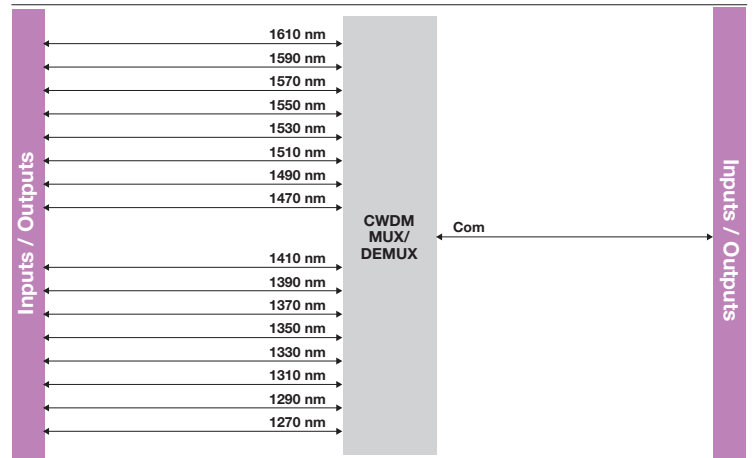 Inputs / Outputs
1610 nm
1590 nm
1570 nm
1550 nm
1530 nm
1510 nm
1490 nm
1470 nm
1410 nm
1390 nm
1370 nm
1350 nm
1330 nm
1310 nm
1290 nm
1270 nm
CWDM
MUX/
DEMUX
Com
Inputs / Outputs